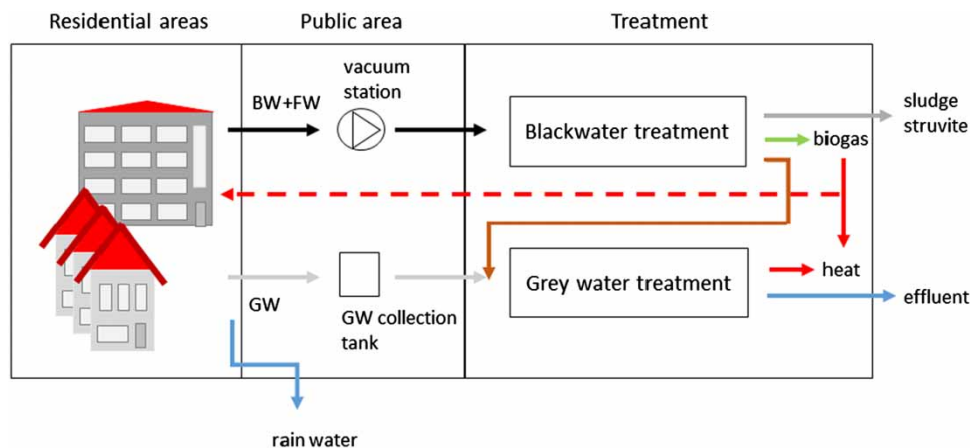 Residential areas
Public area
Treatment
vacuum
station
BW+FW
Blackwater treatment
sludge
struvite
biogas
Grey water treatment
heat
effluent
GW
GW collection
tank
rain water